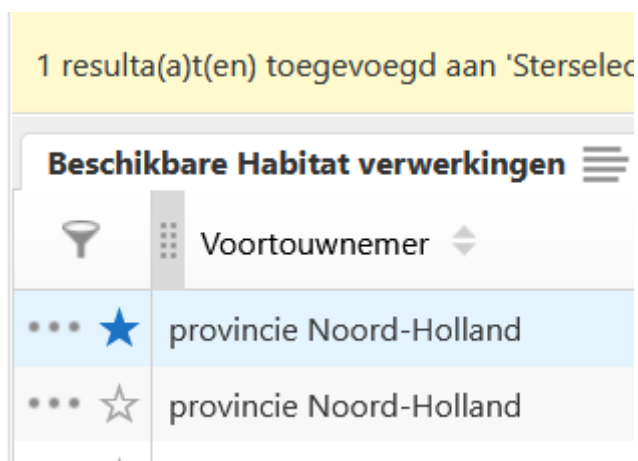 1 resulta(a)t(en) toegevoegd aan 'Sterselec
Beschikbare Habitat verwerkingen
Voortouwnemer
provincie Noord-Holland
provincie Noord-Holland